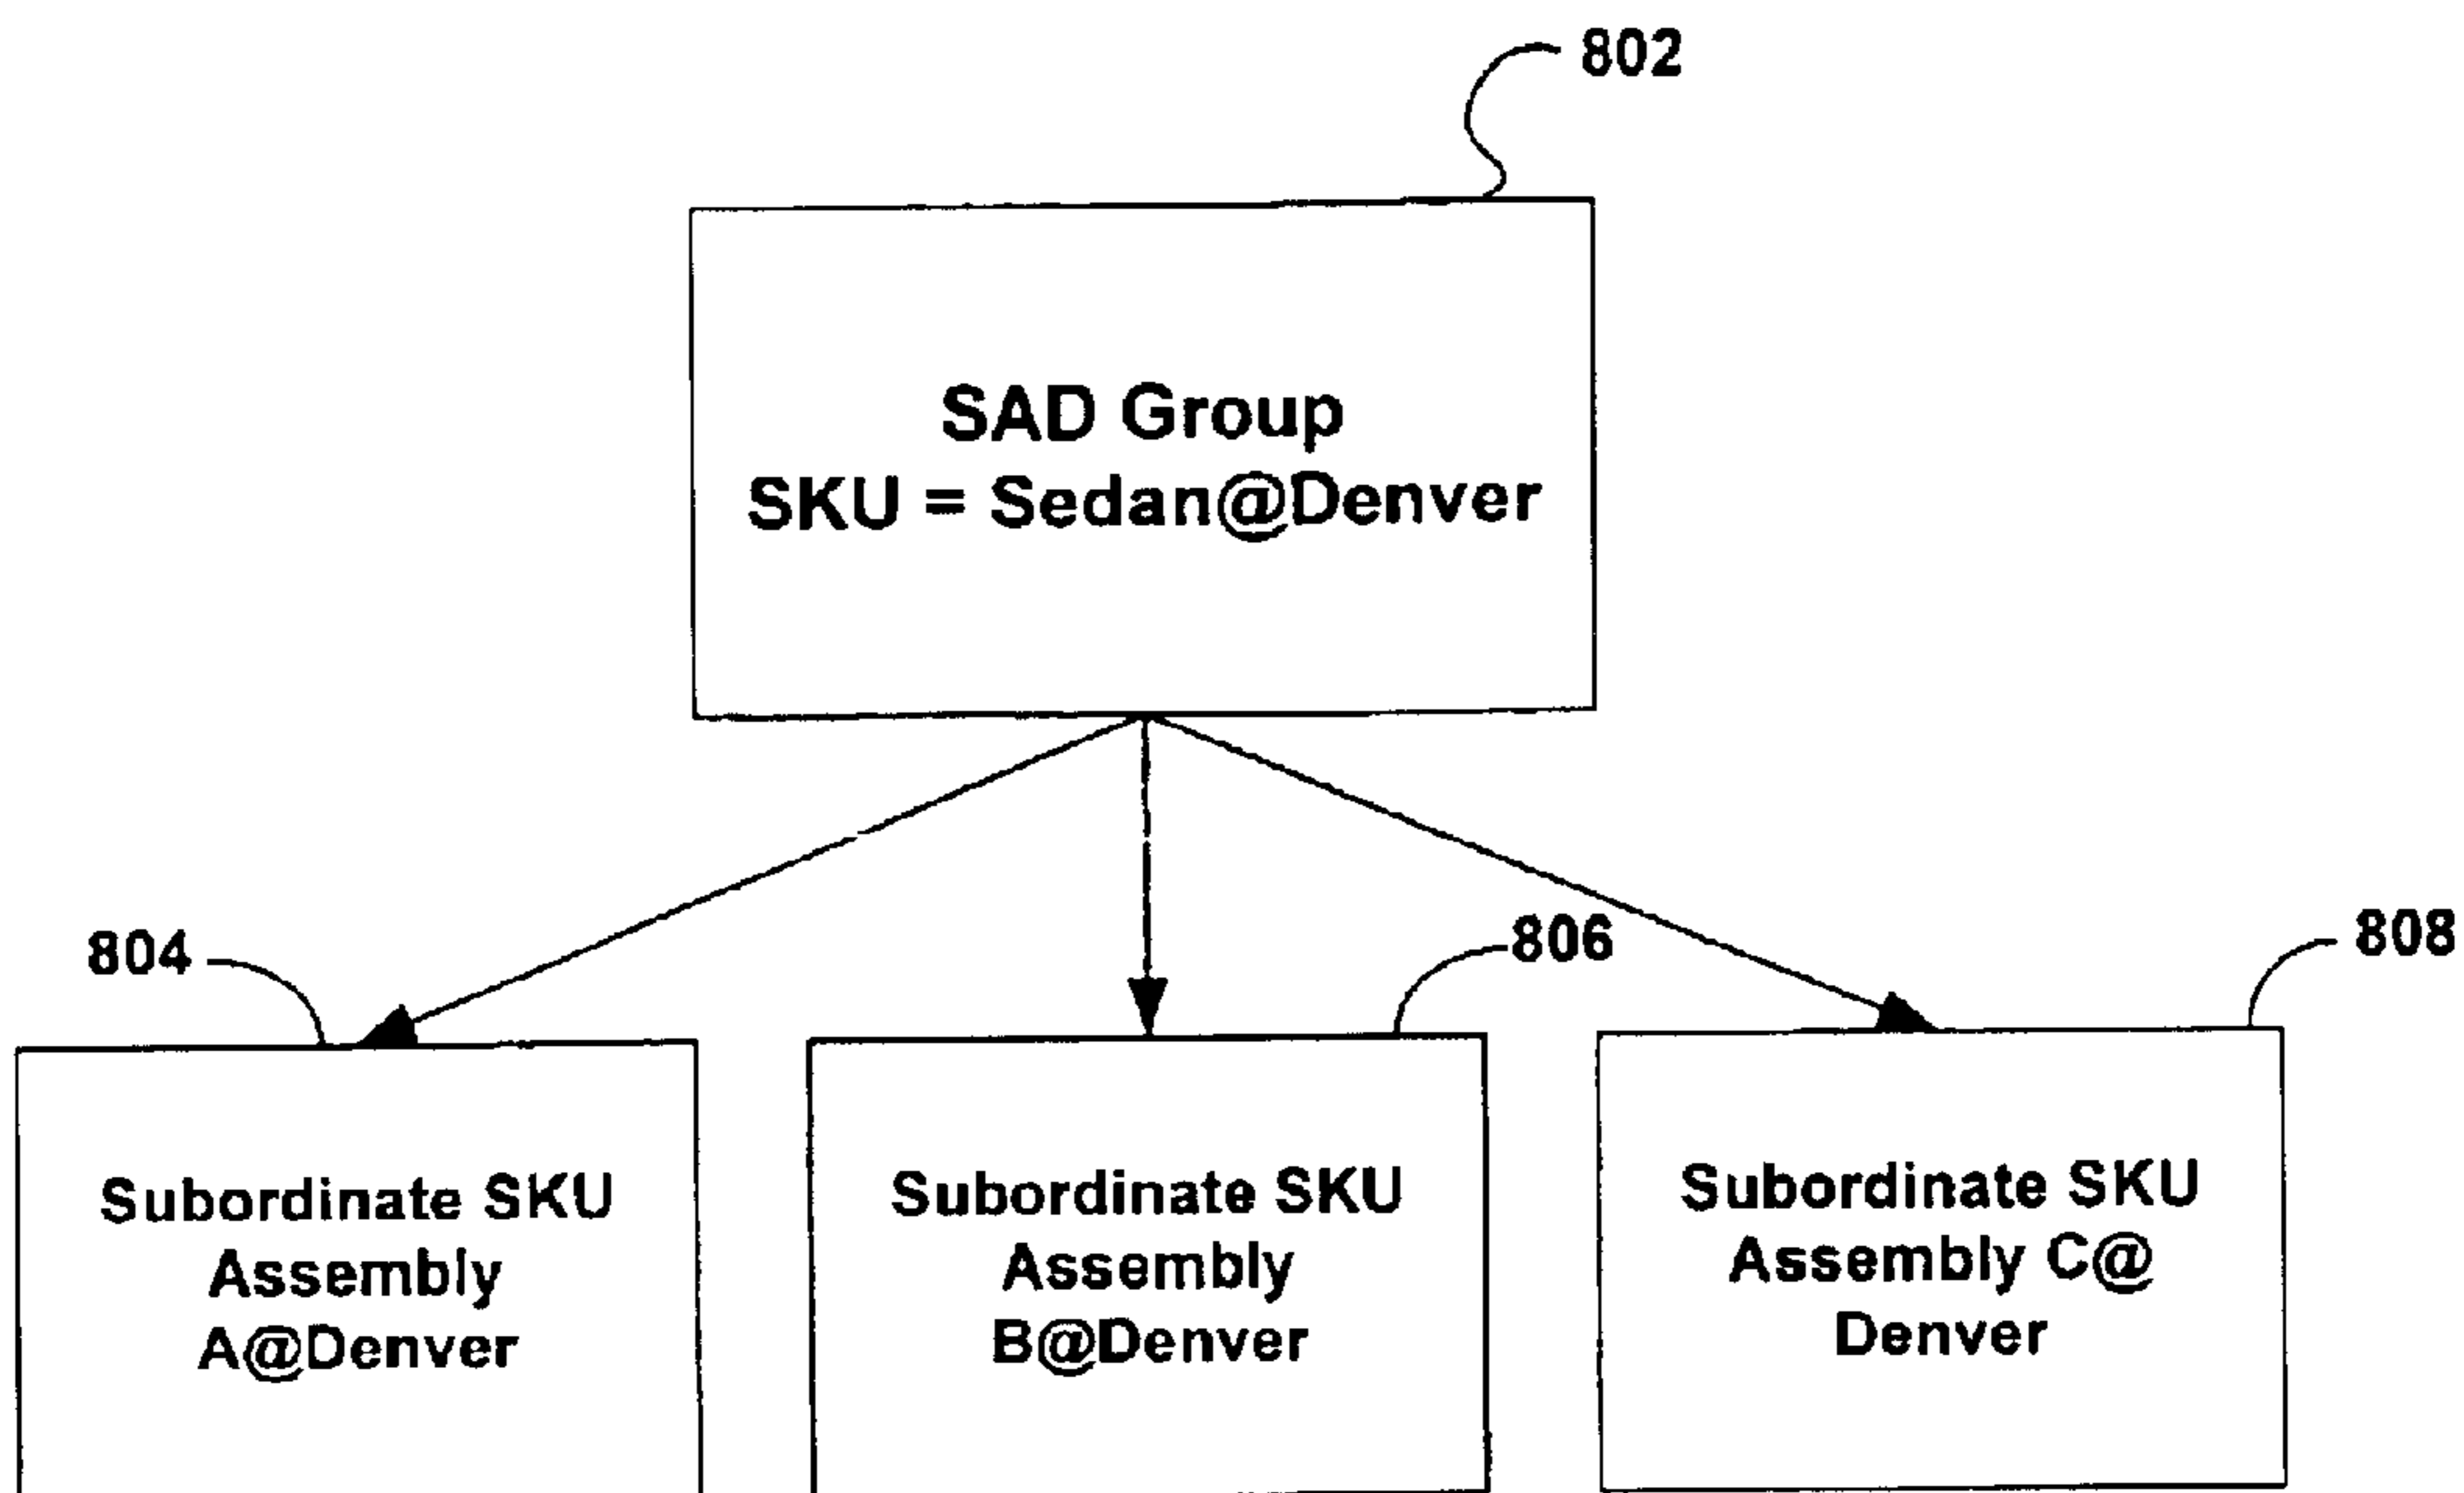 802
SAD Group
SKU = Sedan@Denver
804
806
808
Subordinate SKU
Assembly
A@Denver
Subordinate SKU
Assembly
B@Denver
Subordinate SKU
Assembly C@
Denver